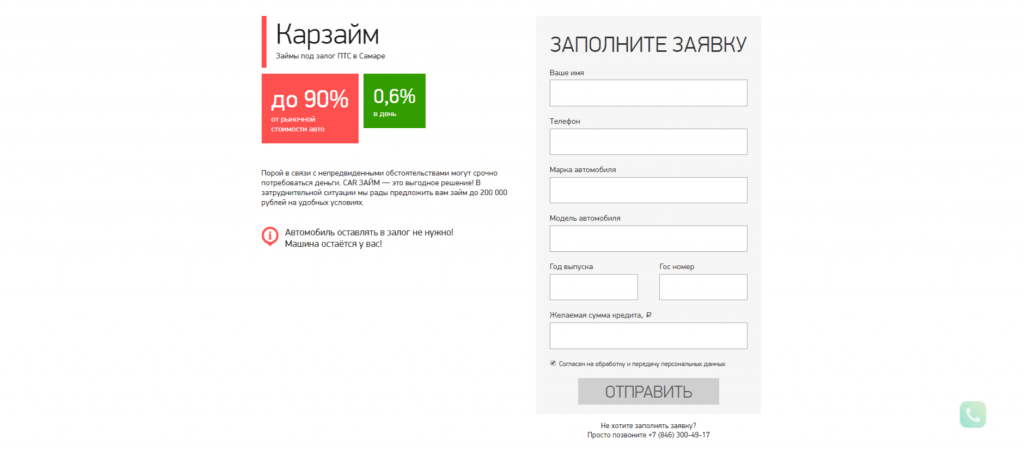 Карзайм
Займы под залог ПТС в Самаре
до 90%
от рыночной
стоимости авто
0,6%
в день
Порой в связи с непредвиденными обстоятельствами могут срочно
потребоваться деньги. CAR ЗАЙМ — это выгодное решение! В
затруднительной ситуации мы рады предложить вам займ до 200 000
рублей на удобных условиях.
Автомобиль оставлять в залог не нужно!
Машина остаётся у вас!
ЗАПОЛНИТЕ ЗАЯВКУ
Ваше имя
Телефон
Марка автомобиля
Модель автомобиля
Год выпуска
Гос номер
Желаемая сумма кредита, ₽
Согласен на обработку и передачу персональных данных
ОТПРАВИТЬ
Не хотите заполнять заявку?
Просто позвоните +7 (846) 300-49-17